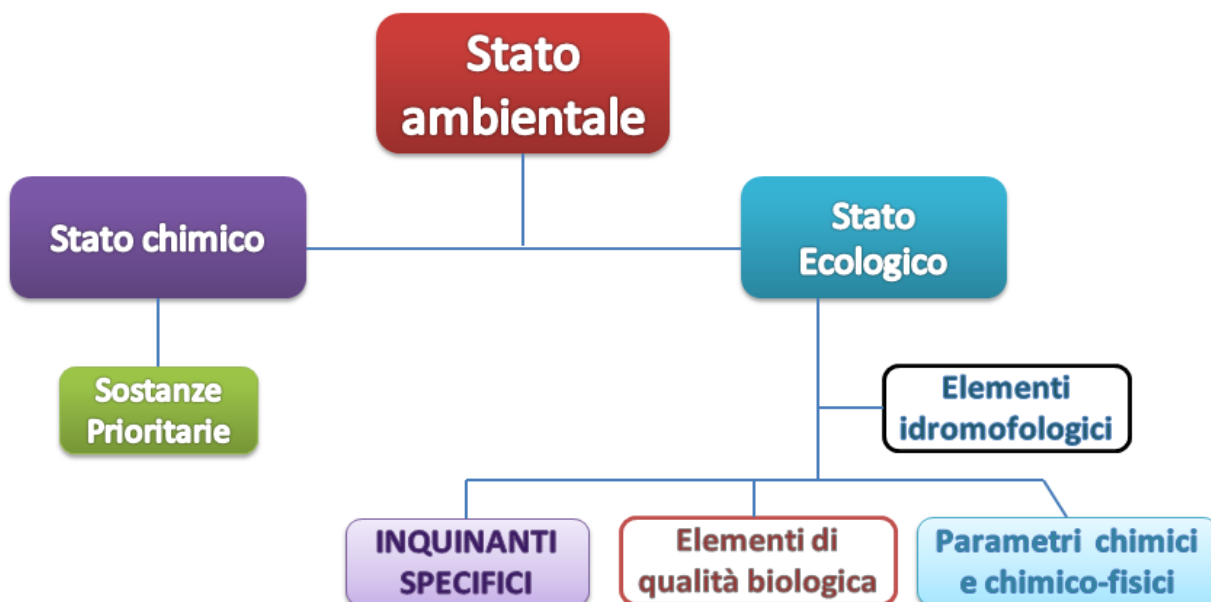 Stato
ambientale
Stato chimico
Stato
Ecologico
Sostanze
Prioritarie
Elementi
idromofologici
INQUINANTI
SPECIFICI
Elementi di
qualità biologica
Parametri chimici
e chimico-fisici